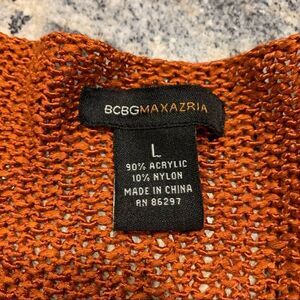 BCBGMAXAZRIA
L
90% ACRYLIC
10% NYLON
MADE IN CHINA
RN 86297